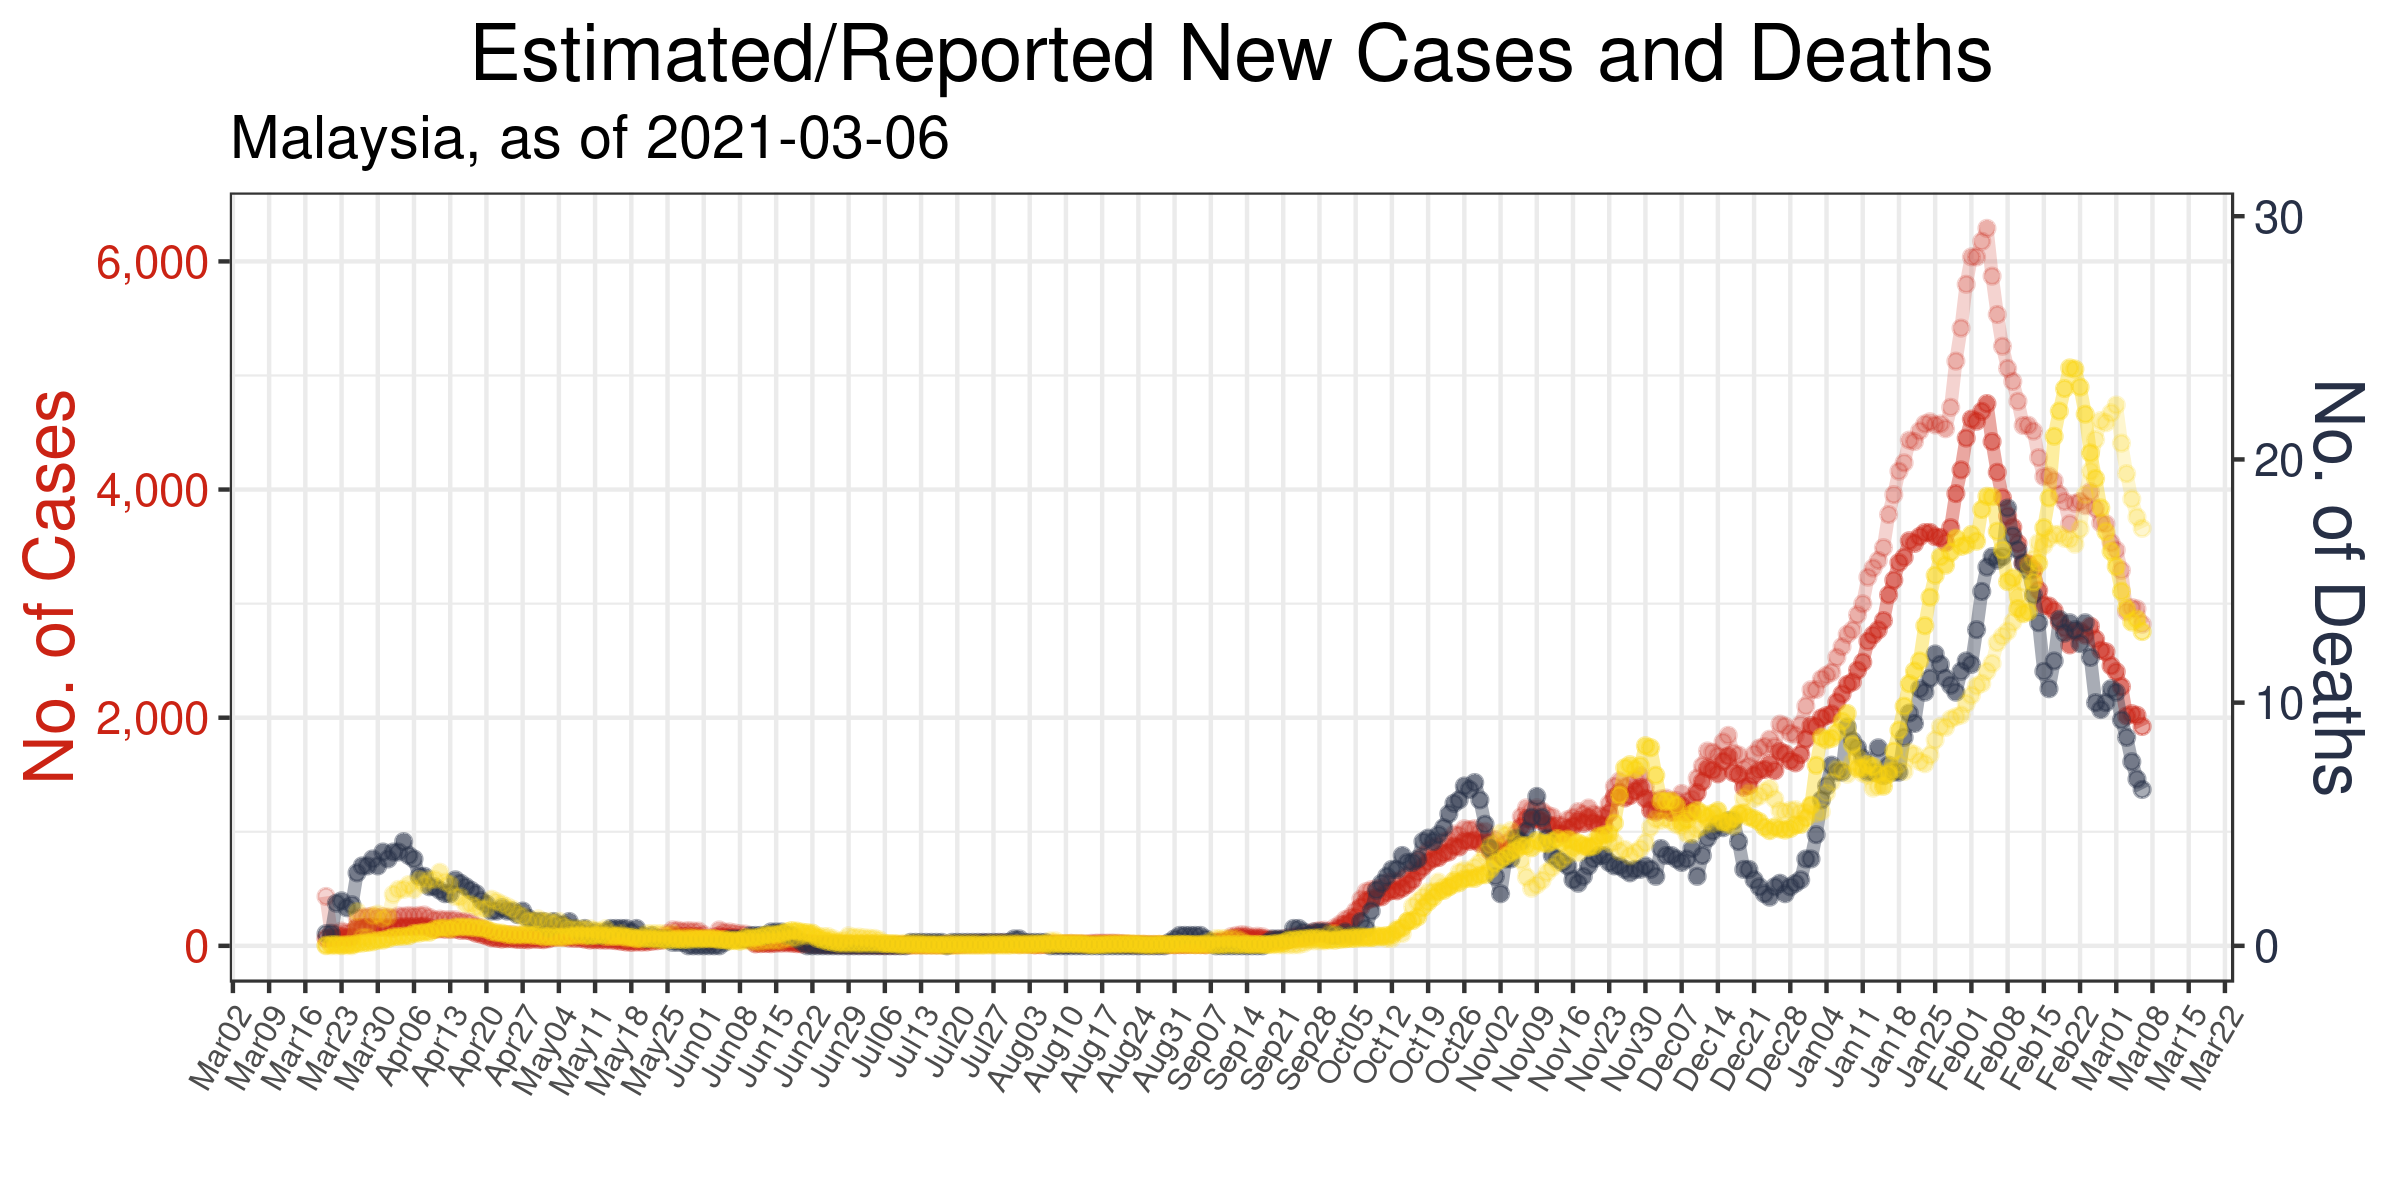 Estimated/Reported New Cases and Deaths
Malaysia, as of 2021-03-06
No. of Cases
6,000
4,000
2,000
0
30
20
10
0
No. of Deaths
Mar02
Mar09
Mar16
Mar23
Mar30
Apr06
Apr13
Apr20
Apr27
May04
May11
May18
May25
Jun01
Jun08
Jun15
Jun22
Jun29
Jul06
Jul13
Jul20
Jul27
Aug03
Aug10
Aug17
Aug24
Aug31
Sep07
Sep14
Sep21
Sep28
Oct05
Oct12
Oct19
Oct26
Nov02
Nov09
Nov16
Nov23
Nov30
Dec07
Dec14
Dec21
Dec28
Jan04
Jan11
Jan18
Jan25
Feb01
Feb08
Feb15
Feb22
Mar01
Mar08
Mar15
Mar22